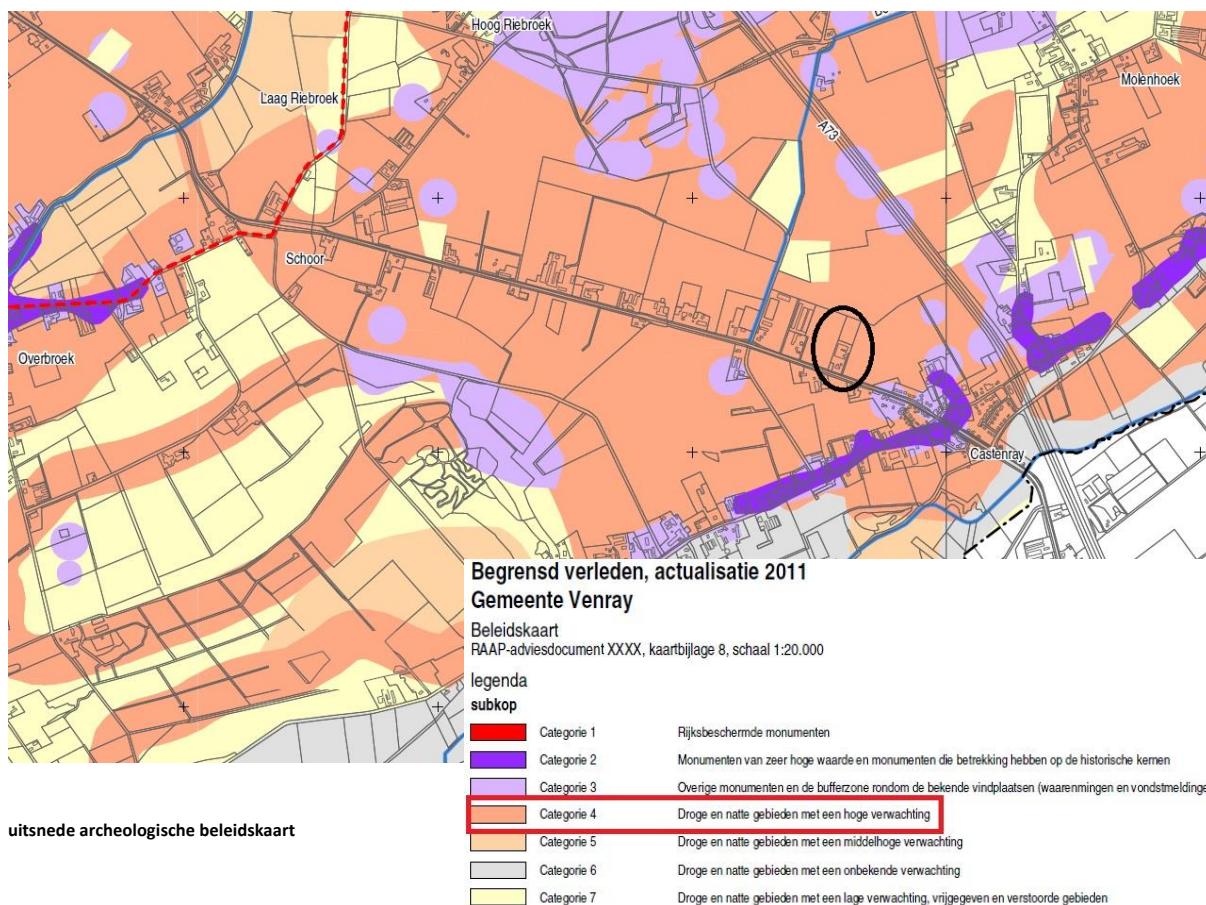 Hoog Riebroek
Molenhoek
Laag Riebroek
A73
Schoor
Overbroek
Castenray
Begrensd verleden, actualisatie 2011
Gemeente Venray
Beleidskaart
RAAP-adviesdocument XXXX, kaartbijlage 8, schaal 1:20.000
legenda
subkop
Categorie 1 Rijksbeschermde monumenten
Categorie 2 Monumenten van zeer hoge waarde en monumenten die betrekking hebben op de historische kernen
Categorie 3 Overige monumenten en de bufferzone rondom de bekende vindplaatsen (waarenmingen en vondstmeldinge
Categorie 4 Droge en natte gebieden met een hoge verwachting
uitsnede archeologische beleidskaart
Categorie 5 Droge en natte gebieden met een middelhoge verwachting
Categorie 6 Droge en natte gebieden met een onbekende verwachting
Categorie 7 Droge en natte gebieden met een lage verwachting, vrijgegeven en verstoorde gebieden